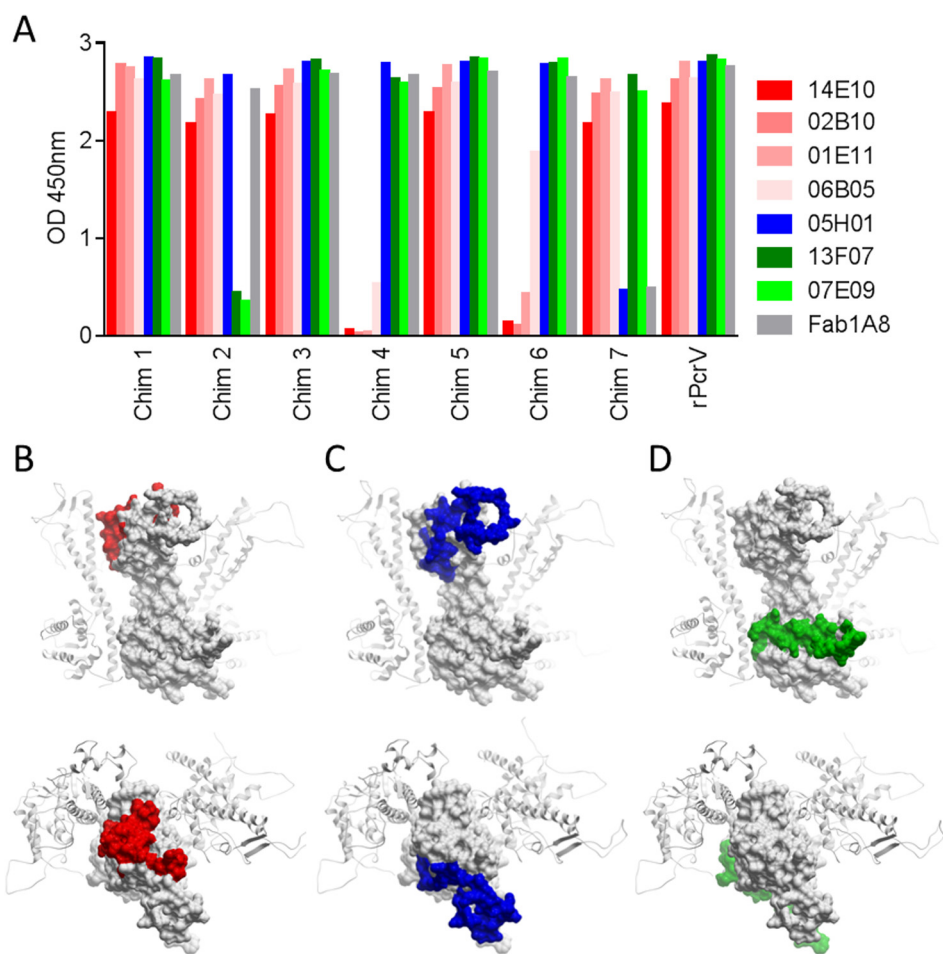 A
OD 450nm
3
2
1
0
Chim 1
Chim 2
Chim 3
Chim 4
Chim 5
Chim 6
Chim 7
rPcrV
14E10
02B10
01E11
06B05
05H01
13F07
07E09
Fab1A8
B
C
D